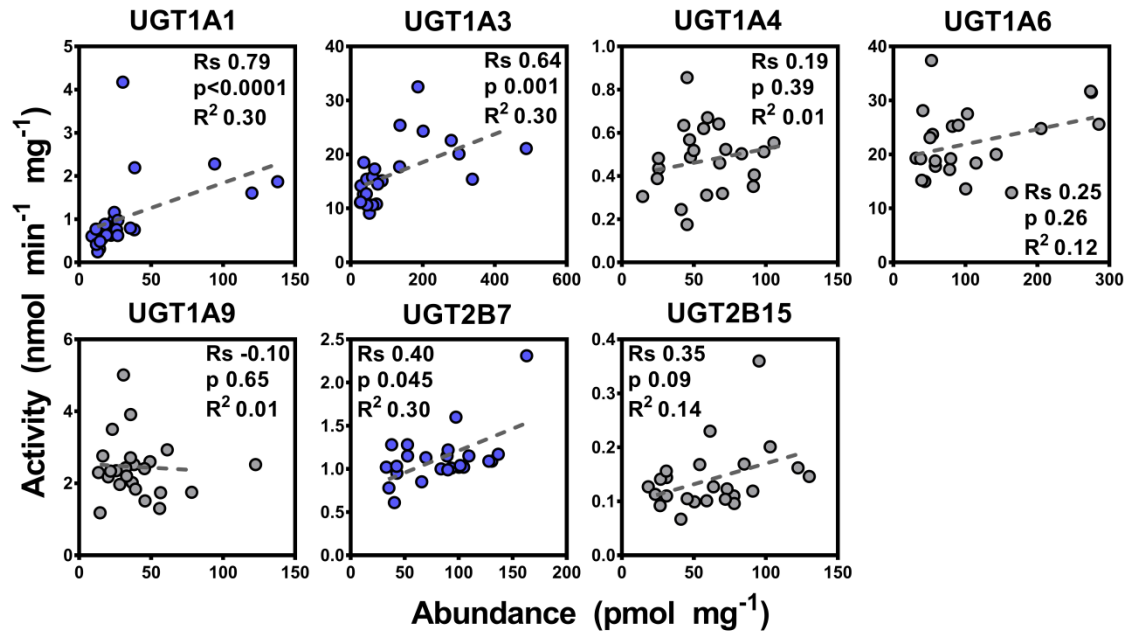 UGT1A1
UGT1A3
UGT1A4
UGT1A6
Rs 0.79
p<0.0001
R² 0.30
5
4
3
2
1
0
0
50
100
150
Rs 0.64
p 0.001
R² 0.30
40
30
20
10
0
0
200
400
600
Rs 0.19
p 0.39
R² 0.01
1.0
0.8
0.6
0.4
0.2
0.0
0
50
100
150
Rs 0.25
p 0.26
R² 0.12
40
30
20
10
0
0
100
200
300
UGT1A9
UGT2B7
UGT2B15
Rs -0.10
p 0.65
R² 0.01
6
4
2
0
0
50
100
150
Rs 0.40
p 0.045
R² 0.30
2.5
2.0
1.5
1.0
0.5
0.0
0
50
100
150
200
Rs 0.35
p 0.09
R² 0.14
0.4
0.3
0.2
0.1
0.0
0
50
100
150
Activity (nmol min⁻¹ mg⁻¹)
Abundance (pmol mg⁻¹)